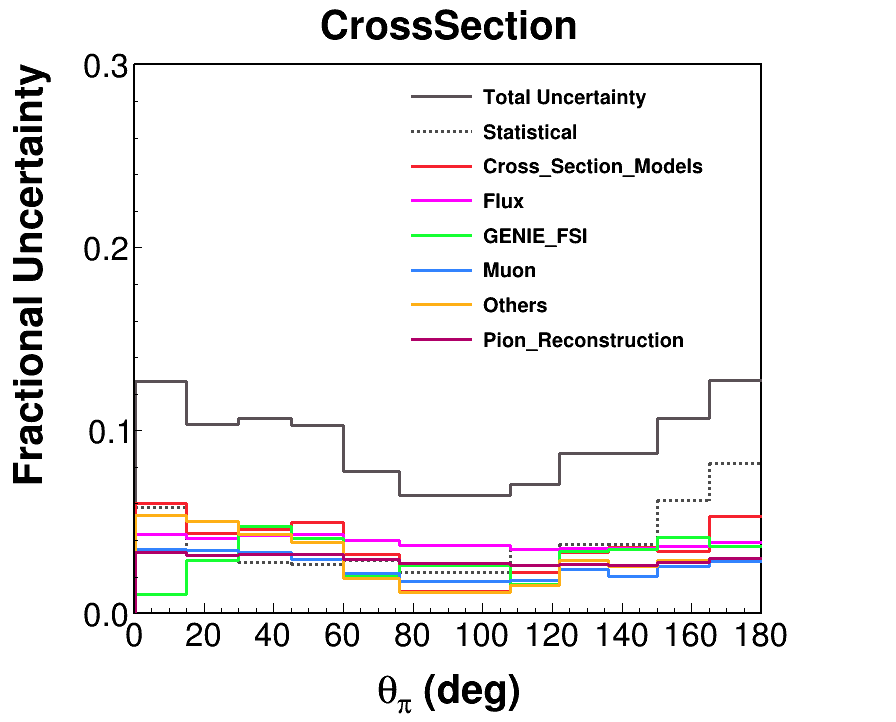 CrossSection
Fractional Uncertainty
0.3
0.2
0.1
0.0
Total Uncertainty
Statistical
Cross_Section_Models
Flux
GENIE_FSI
Muon
Others
Pion_Reconstruction
0 20 40 60 80 100 120 140 160 180
θπ (deg)